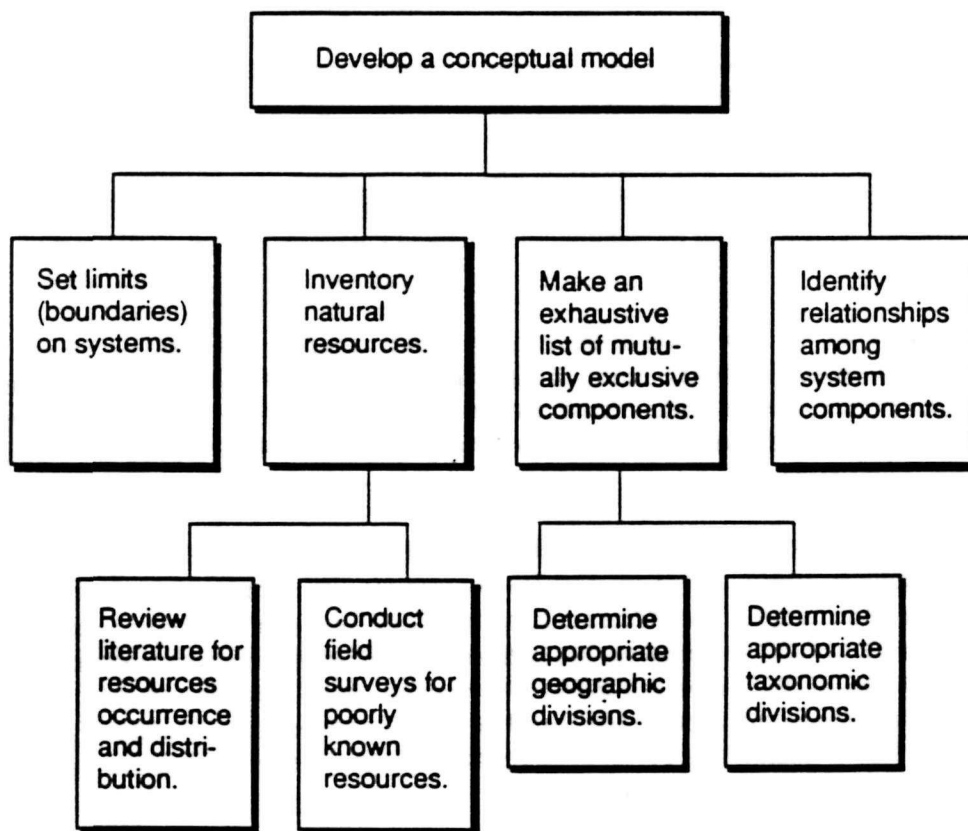 Develop a conceptual model
Set limits
(boundaries)
on systems.
Inventory
natural
resources.
Make an
exhaustive
list of mutu-
ally exclusive
components.
Identify
relationships
among
system
components.
Review
literature for
resources
occurrence
and distri-
bution.
Conduct
field
surveys for
poorly
known
resources.
Determine
appropriate
geographic
divisions.
Determine
appropriate
taxonomic
divisions.